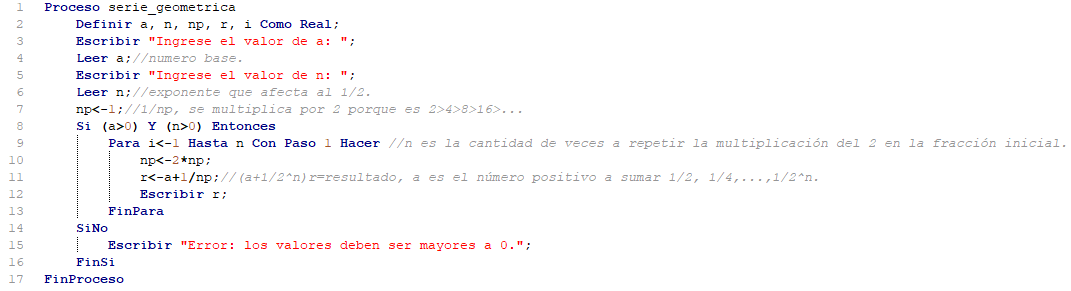 1 Proceso serie_geometrica
2 Definir a, n, np, r, i Como Real;
3 Escribir "Ingrese el valor de a: ";
4 Leer a;//numero base.
5 Escribir "Ingrese el valor de n: ";
6 Leer n;//exponente que afecta al 1/2.
7 np<-1;//1/np, se multiplica por 2 porque es 2>4>8>16>...
8 Si (a>0) Y (n>0) Entonces
9 Para i<-1 Hasta n Con Paso 1 Hacer //n es la cantidad de veces a repetir la multiplicación del 2 en la fracción inicial.
10 np<-2*np;
11 r<-a+1/np;//(a+1/2^n)r=resultado, a es el número positivo a sumar 1/2, 1/4,...,1/2^n.
12 Escribir r;
13 FinPara
14 SiNo
15 Escribir "Error: los valores deben ser mayores a 0.";
16 FinSi
17 FinProceso